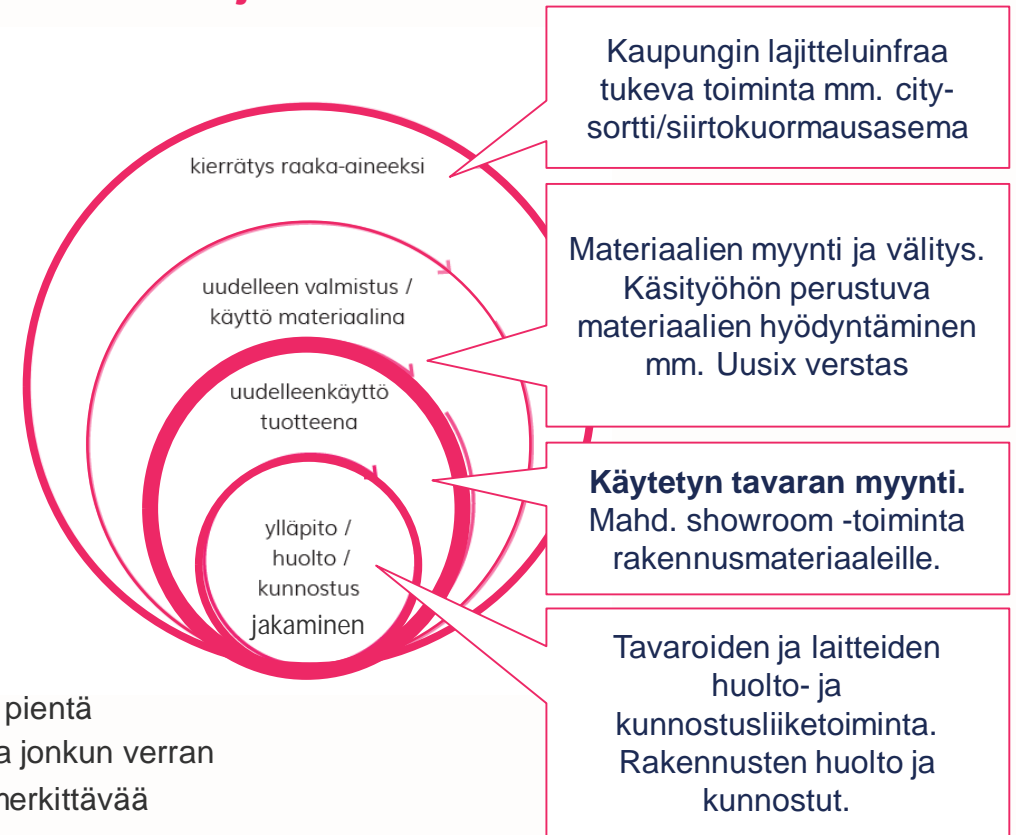 kierrätys raaka-aineeksi
uudelleen valmistus /
käyttö materiaalina
uudelleenkäyttö
tuotteena
ylläpito /
huolto /
kunnostus
jakaminen
Kaupungin lajitteluinfraa
tukeva toiminta mm. city-
sortti/siirtokuormausasema
Materiaalien myynti ja välitys.
Käsityöhön perustuva
materiaalien hyödyntäminen
mm. Uusix verstas
Käytetyn tavaran myynti.
Mahd. showroom -toiminta
rakennusmateriaaleille.
Tavaroiden ja laitteiden
huolto- ja
kunnostusliiketoiminta.
Rakennusten huolto ja
kunnostut.
pientä
jonkun verran
merkittävää